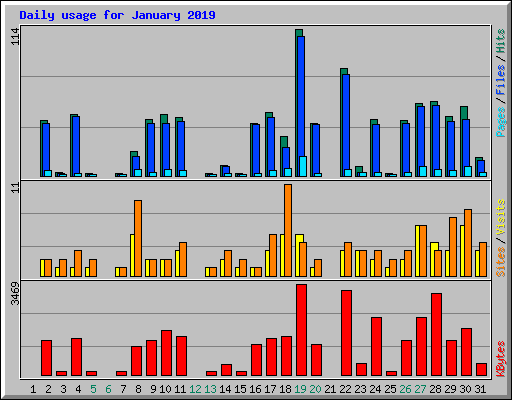 Daily usage for January 2019
114
Pages / Files / Hits
11
Sites / Visits
3469
KBytes
1 2 3 4 5 6 7 8 9 10 11 12 13 14 15 16 17 18 19 20 21 22 23 24 25 26 27 28 29 30 31